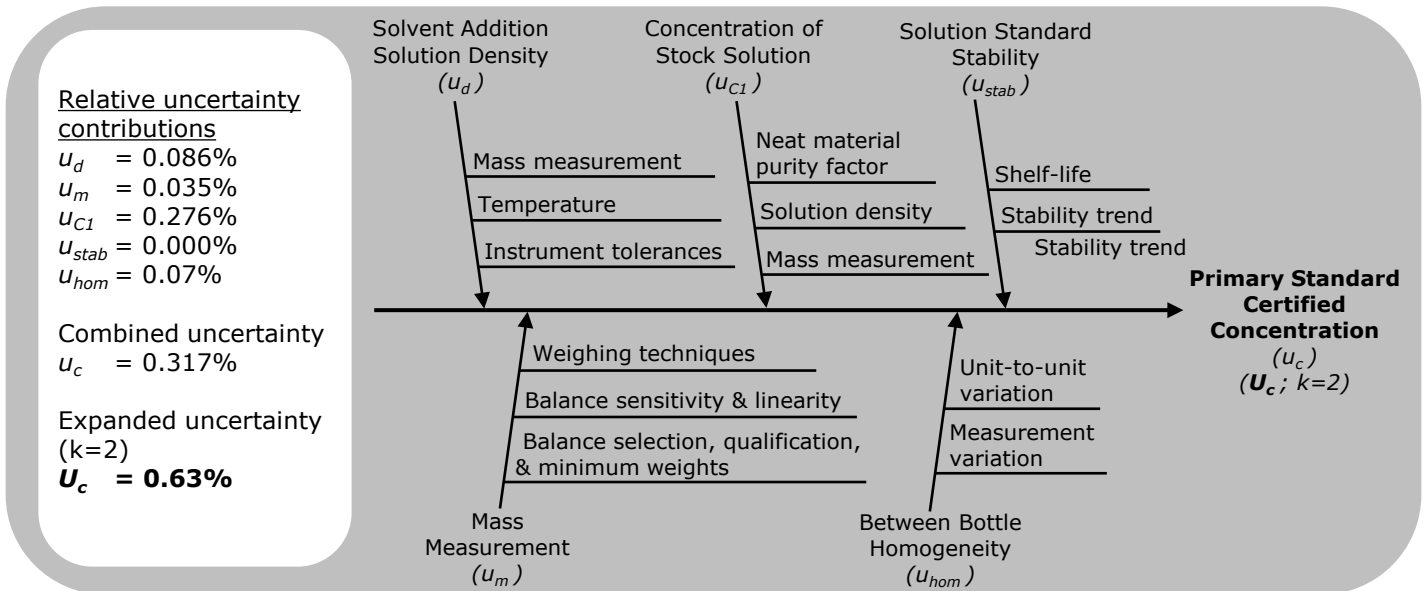 Relative uncertainty
contributions
u_d = 0.086%
u_m = 0.035%
u_C1 = 0.276%
u_stab = 0.000%
u_hom = 0.07%
Combined uncertainty
u_c = 0.317%
Expanded uncertainty
(k=2)
U_c = 0.63%
Solvent Addition
Solution Density
(u_d )
Mass measurement
Temperature
Instrument tolerances
Concentration of
Stock Solution
(u_C1 )
Neat material
purity factor
Solution density
Mass measurement
Solution Standard
Stability
(u_stab )
Shelf-life
Stability trend
Stability trend
Weighing techniques
Balance sensitivity & linearity
Balance selection, qualification,
& minimum weights
Mass
Measurement
(u_m )
Unit-to-unit
variation
Measurement
variation
Between Bottle
Homogeneity
(u_hom )
Primary Standard
Certified
Concentration
(u_c )
(U_c ; k=2)